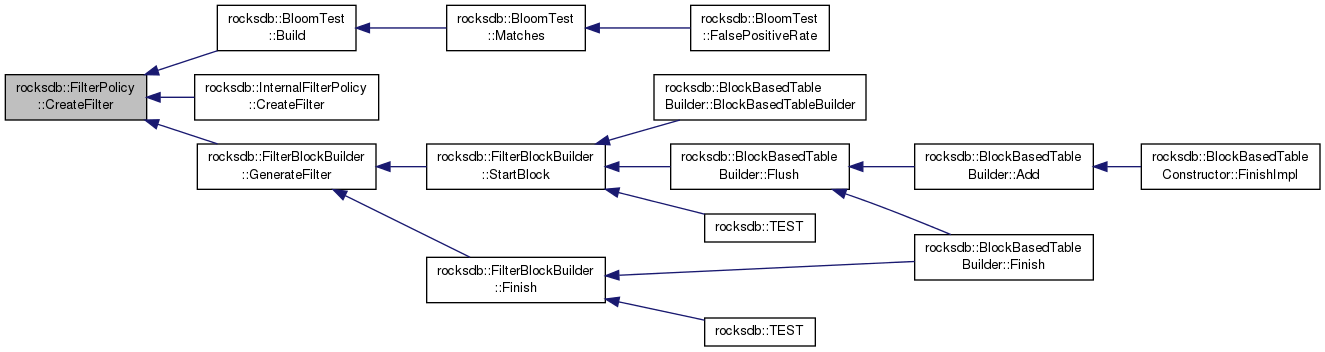 rocksdb::BloomTest
::Build
rocksdb::BloomTest
::Matches
rocksdb::BloomTest
::FalsePositiveRate
rocksdb::FilterPolicy
::CreateFilter
rocksdb::InternalFilterPolicy
::CreateFilter
rocksdb::BlockBasedTable
Builder::BlockBasedTableBuilder
rocksdb::FilterBlockBuilder
::GenerateFilter
rocksdb::FilterBlockBuilder
::StartBlock
rocksdb::BlockBasedTable
Builder::Flush
rocksdb::BlockBasedTable
Builder::Add
rocksdb::BlockBasedTable
Constructor::FinishImpl
rocksdb::TEST
rocksdb::BlockBasedTable
Builder::Finish
rocksdb::FilterBlockBuilder
::Finish
rocksdb::TEST